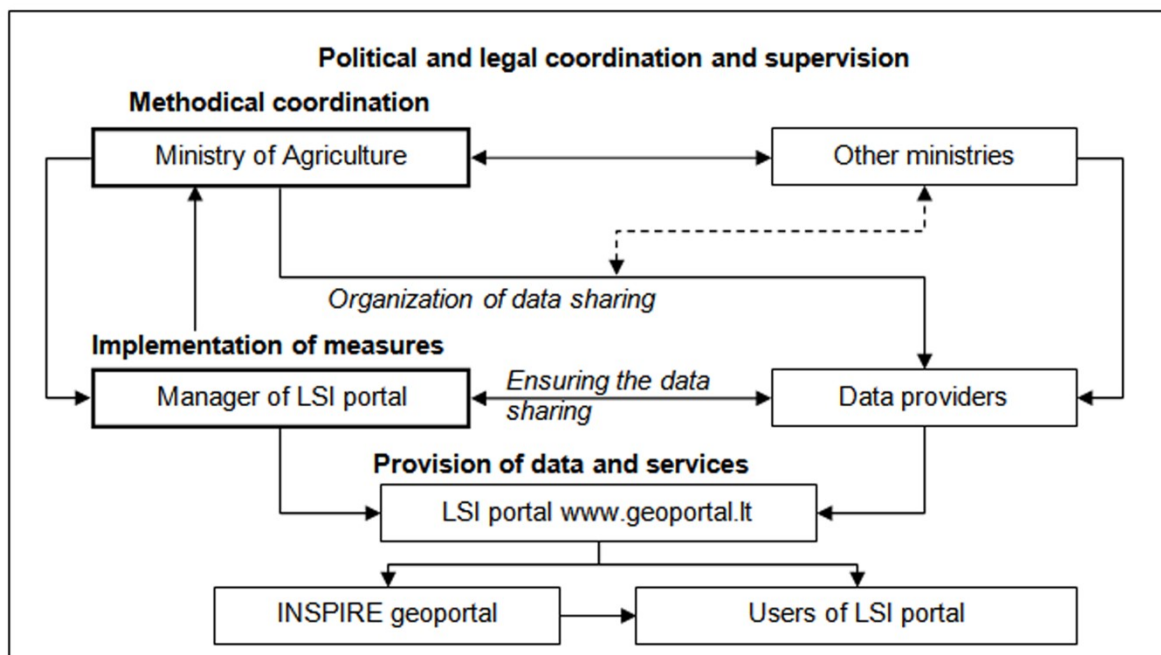 Political and legal coordination and supervision
Methodical coordination
Ministry of Agriculture
Other ministries
Organization of data sharing
Implementation of measures
Manager of LSI portal
Ensuring the data
sharing
Data providers
Provision of data and services
LSI portal www.geoportal.lt
INSPIRE geoportal
Users of LSI portal